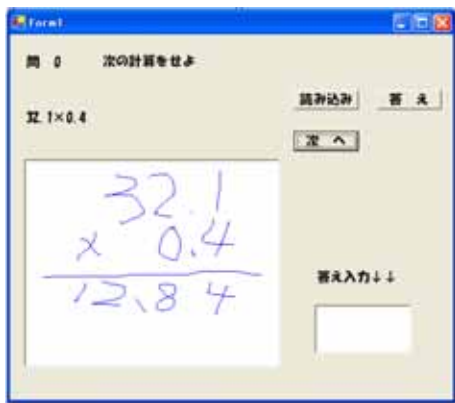 Form1
問 0 次の計算をせよ
読み込み 答 え
32.1×0.4
次 へ
32.1
× 0.4
12.84
答え入力↓↓